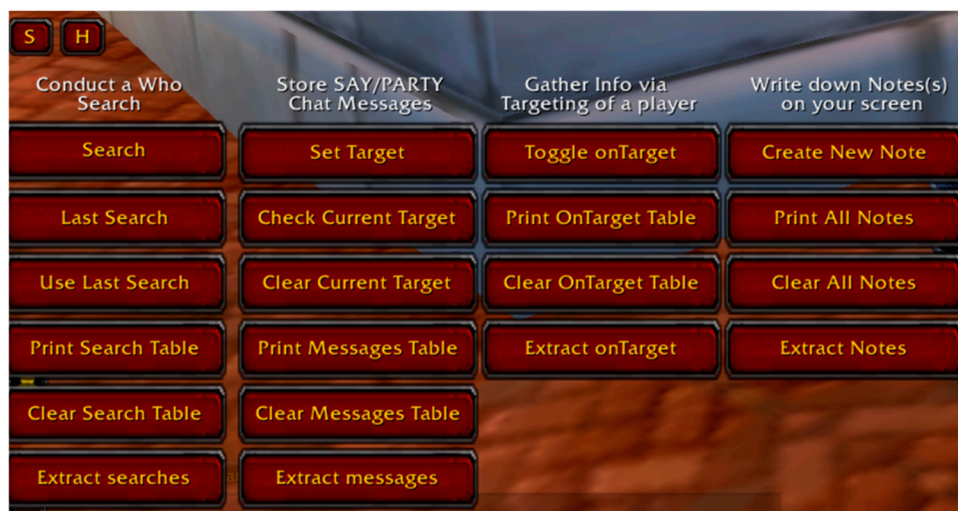 S H
Conduct a Who
Search
Store SAY/PARTY
Chat Messages
Gather Info via
Targeting of a player
Write down Notes(s)
on your screen
Search
Set Target
Toggle onTarget
Create New Note
Last Search
Check Current Target
Print OnTarget Table
Print All Notes
Use Last Search
Clear Current Target
Clear OnTarget Table
Clear All Notes
Print Search Table
Print Messages Table
Extract onTarget
Extract Notes
Clear Search Table
Clear Messages Table
Extract searches
Extract messages